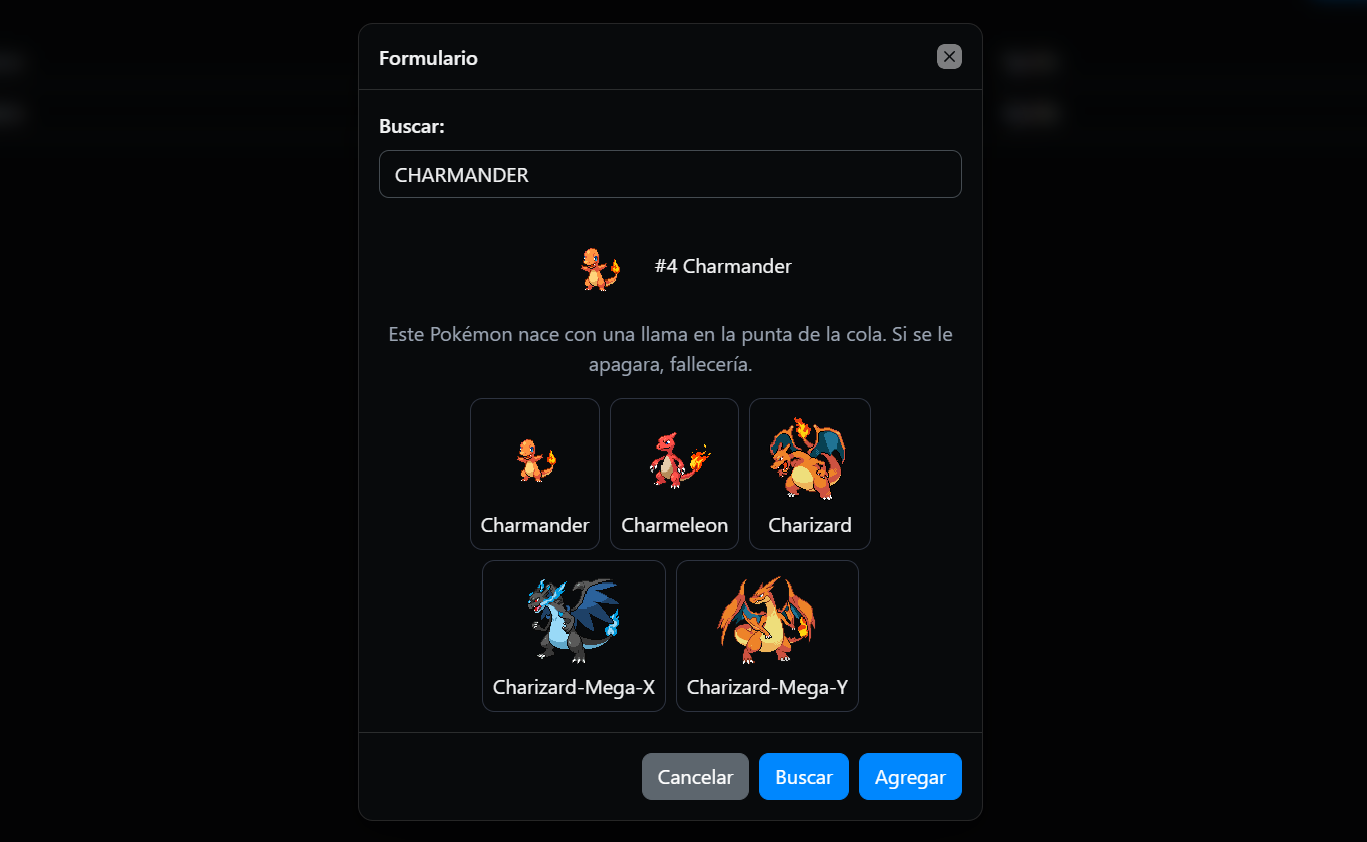 Formulario
Buscar:
CHARMANDER
#4 Charmander
Este Pokémon nace con una llama en la punta de la cola. Si se le
apagara, fallecería.
Charmander
Charmeleon
Charizard
Charizard-Mega-X
Charizard-Mega-Y
Cancelar
Buscar
Agregar